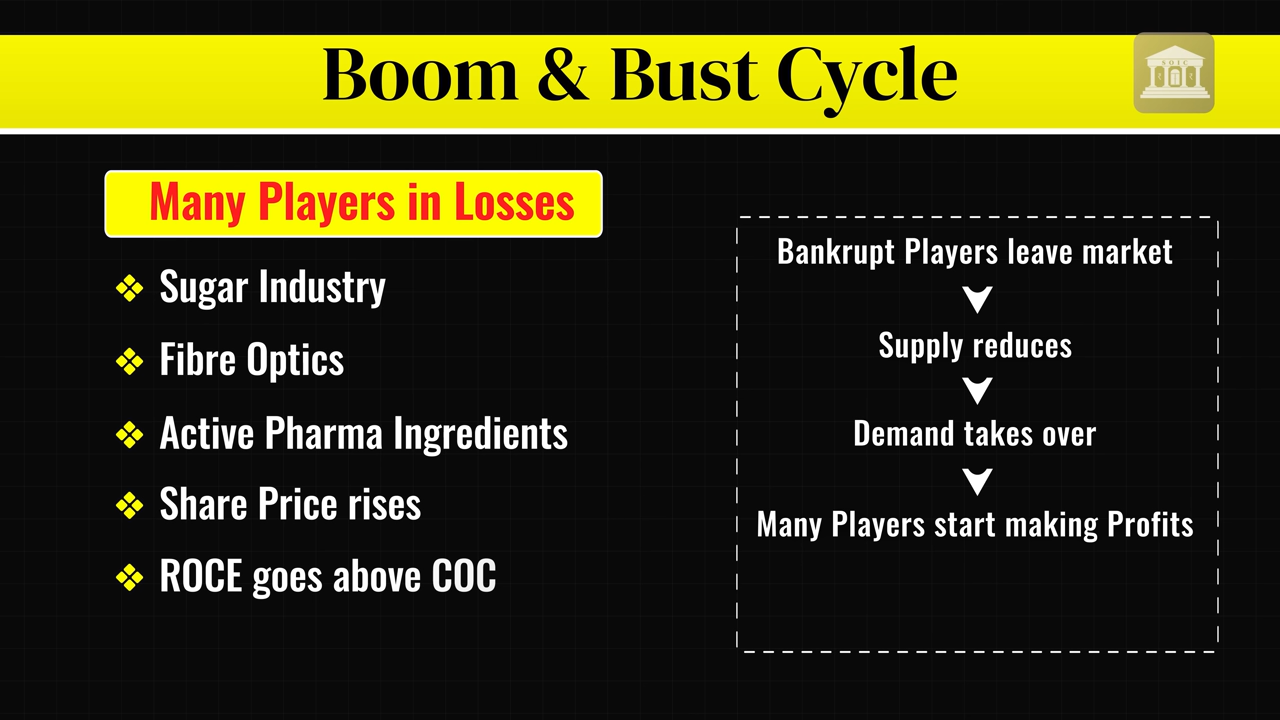 Boom & Bust Cycle
SOIC
Many Players in Losses
Sugar Industry
Fibre Optics
Active Pharma Ingredients
Share Price rises
ROCE goes above COC
Bankrupt Players leave market
Supply reduces
Demand takes over
Many Players start making Profits